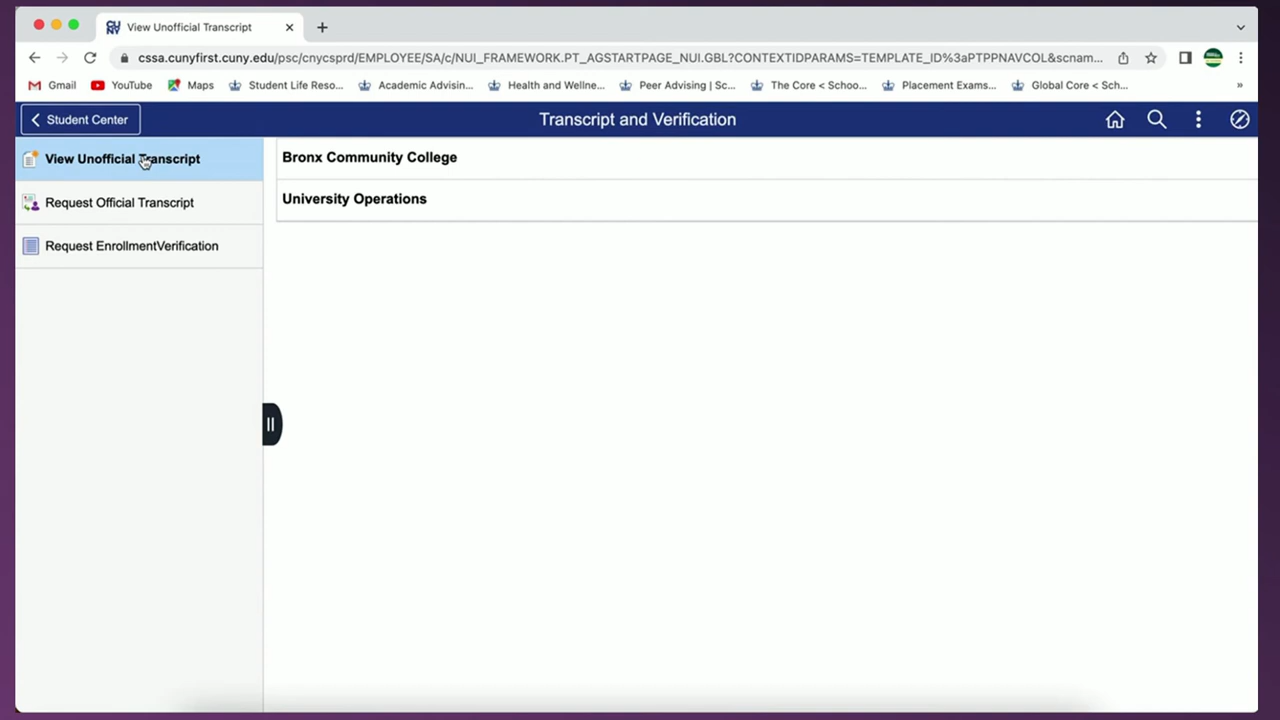 CU
NY
View Unofficial Transcript
cssa.cunyfirst.cuny.edu/psc/cnycsprd/EMPLOYEE/SA/c/NUI_FRAMEWORK.PT_AGSTARTPAGE_NUI.GBL?CONTEXTIDPARAMS=TEMPLATE_ID%3aPTPPNAVCOL&scnam...
Gmail YouTube Maps Student Life Reso... Academic Advisin... Health and Wellne... Peer Advising | Sc... The Core < Schoo... Placement Exams... Global Core < Sch... »
Student Center
Transcript and Verification
View Unofficial Transcript
Bronx Community College
Request Official Transcript
University Operations
Request EnrollmentVerification